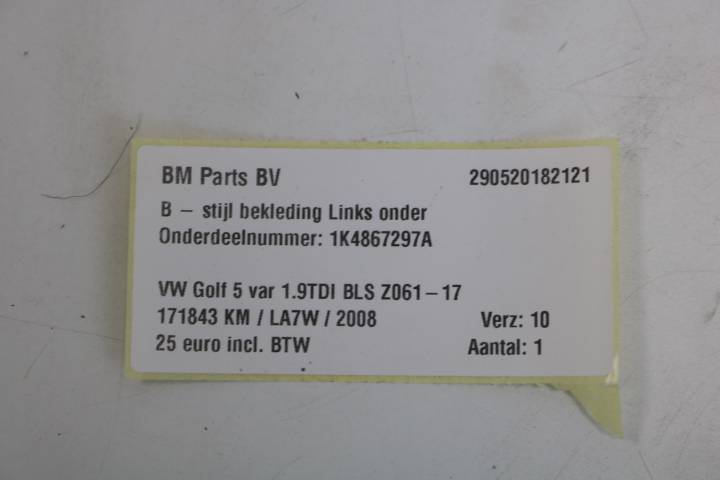 BM Parts BV 290520182121
B – stijl bekleding Links onder
Onderdeelnummer: 1K4867297A
VW Golf 5 var 1.9TDI BLS Z061–17
171843 KM / LA7W / 2008 Verz: 10
25 euro incl. BTW Aantal: 1